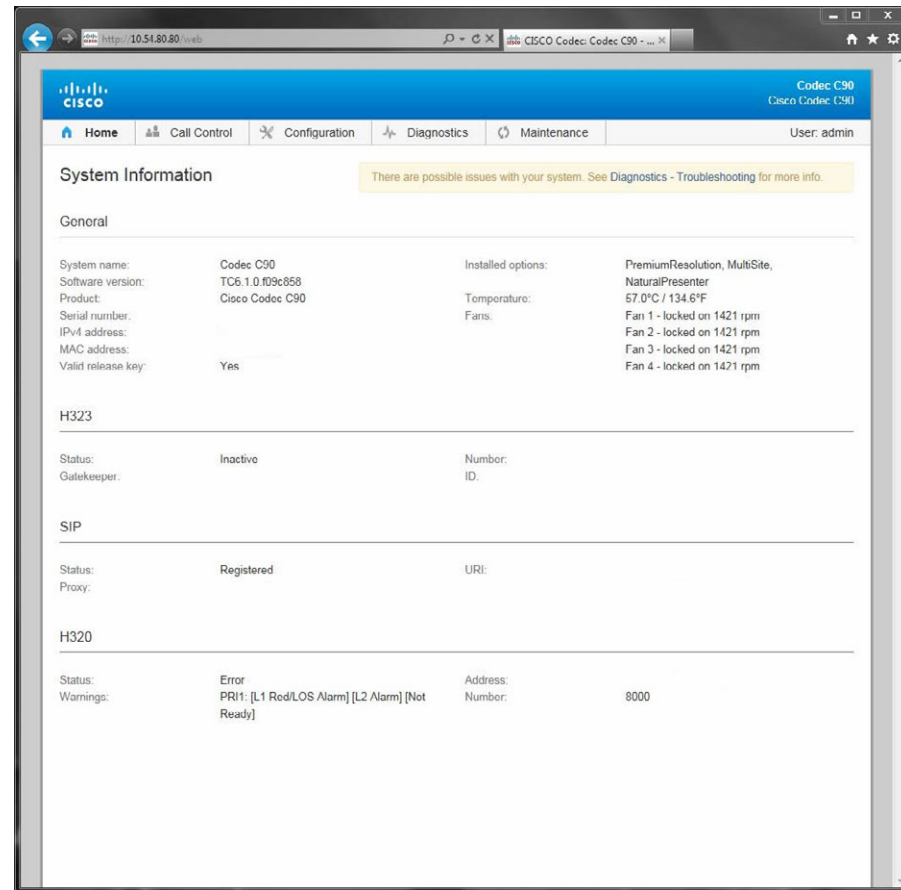 http://10.54.80.80/web
CISCO Codec: Codec C90 - ...
CISCO
Codec C90
Cisco Codec C90
Home Call Control Configuration Diagnostics Maintenance User: admin
System Information
There are possible issues with your system. See Diagnostics - Troubleshooting for more info.
General
System name: Codec C90
Software version: TC6.1.0.f09c858
Product: Cisco Codec C90
Serial number:
IPv4 address:
MAC address:
Valid release key: Yes
Installed options: PremiumResolution, MultiSite,
NaturalPresenter
Temperature: 57.0°C / 134.6°F
Fans: Fan 1 - locked on 1421 rpm
Fan 2 - locked on 1421 rpm
Fan 3 - locked on 1421 rpm
Fan 4 - locked on 1421 rpm
H323
Status: Inactive
Gatekeeper:
Number:
ID:
SIP
Status: Registered
Proxy:
URI:
H320
Status: Error
Warnings: PRI1: [L1 Red/LOS Alarm] [L2 Alarm] [Not
Ready]
Address:
Number: 8000